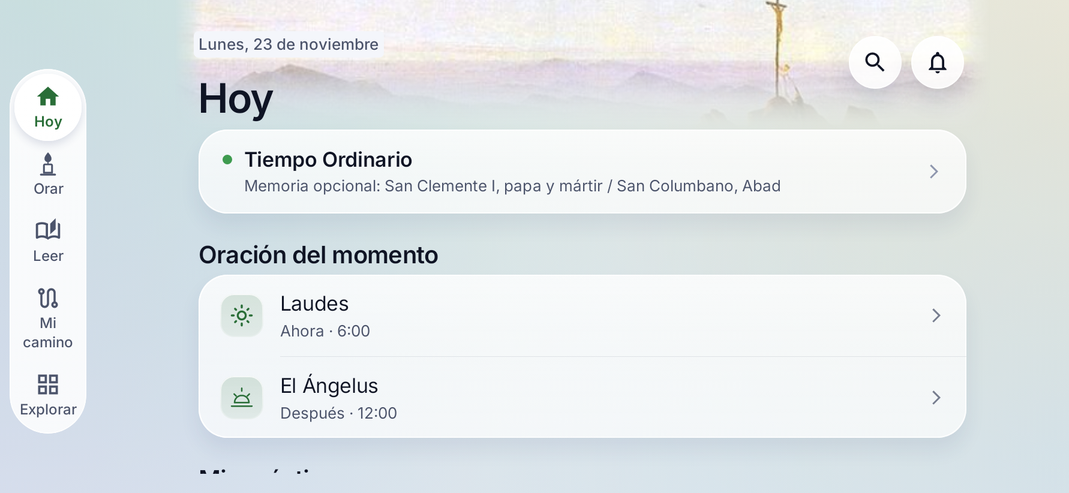 Lunes, 23 de noviembre
Hoy
Tiempo Ordinario
Memoria opcional: San Clemente I, papa y mártir / San Columbano, Abad
Oración del momento
Laudes
Ahora · 6:00
El Ángelus
Después · 12:00
Hoy
Orar
Leer
Mi
camino
Explorar